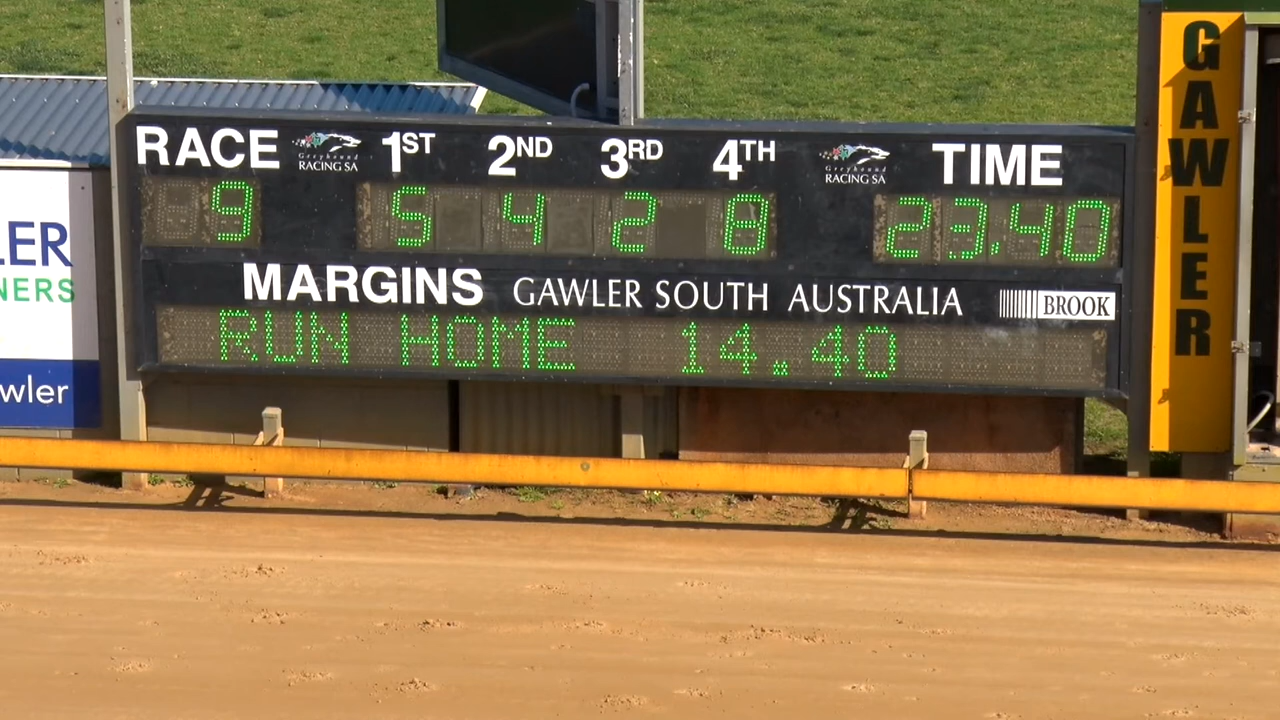 RACE Greyhound RACING SA 1ST 2ND 3RD 4TH Greyhound RACING SA TIME
9 5 4 2 8 23.40
MARGINS GAWLER SOUTH AUSTRALIA BROOK
RUN HOME 14.40
GAWLER
LER
NERS
wler